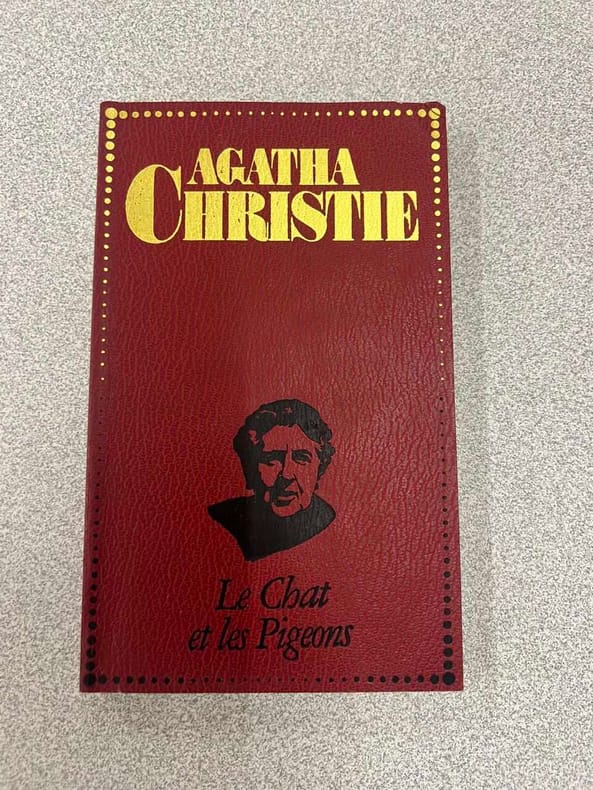 AGATHA
CHRISTIE
Le Chat
et les Pigeons